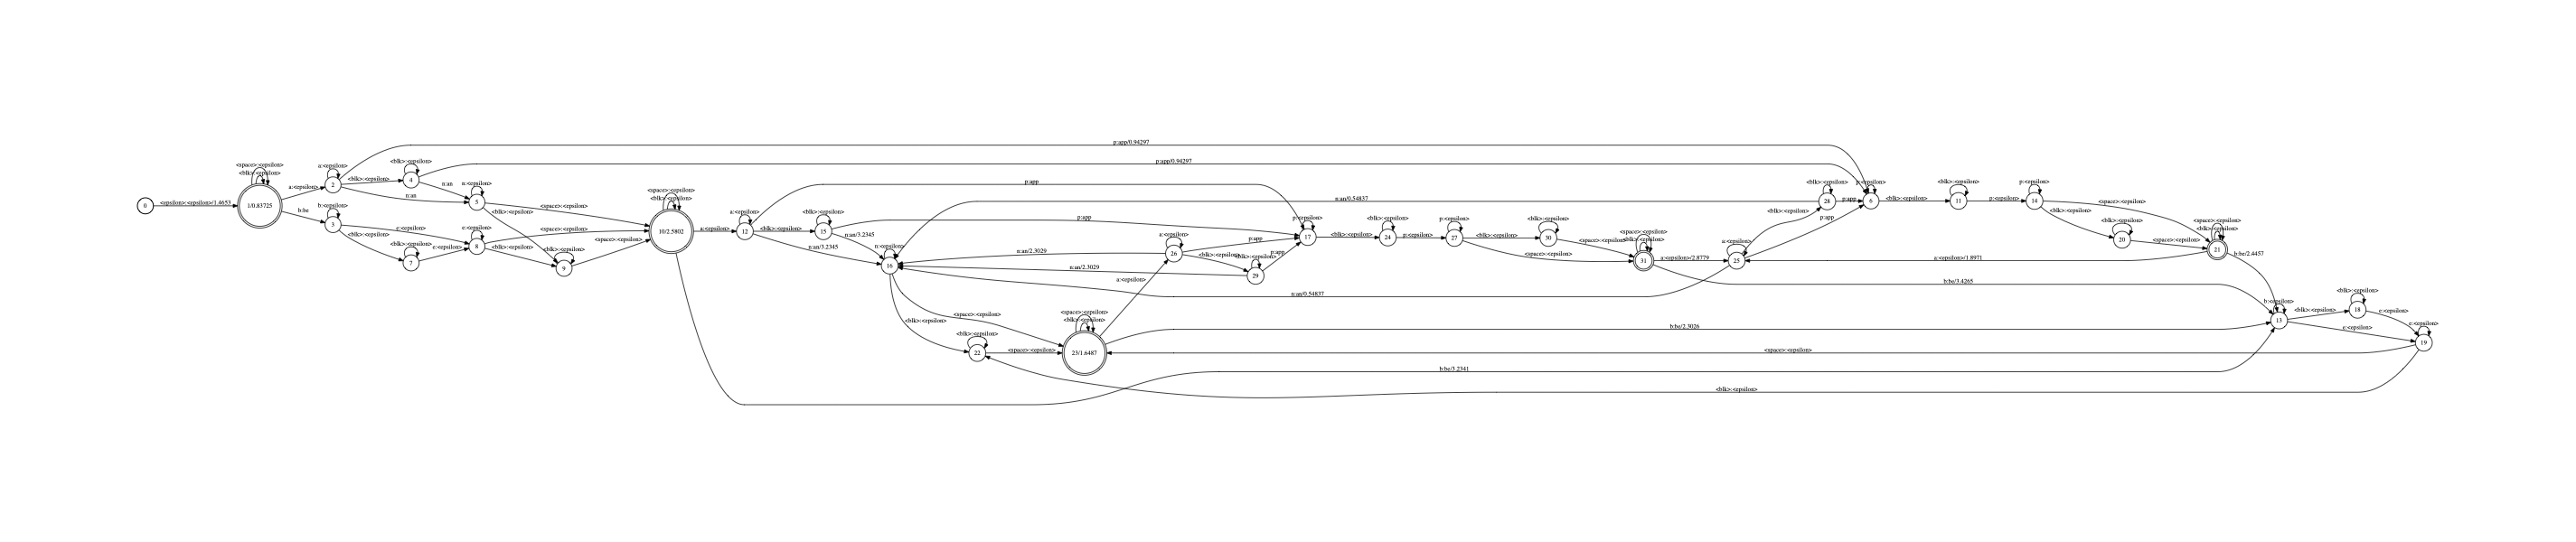 p:app/0.94297
<blk>:<epsilon>
p:app/0.94297
<space>:<epsilon>
<blk>:<epsilon>
a:<epsilon>
2
<blk>:<epsilon>
4
n:an
n:<epsilon>
n:an
5
<space>:<epsilon>
0
<epsilon>:<epsilon>/1.4653
1/0.83725
a:<epsilon>
b:be
b:<epsilon>
3
e:<epsilon>
<blk>:<epsilon>
<blk>:<epsilon>
7
e:<epsilon>
e:<epsilon>
8
<blk>:<epsilon>
<space>:<epsilon>
<blk>:<epsilon>
<blk>:<epsilon>
9
<space>:<epsilon>
<space>:<epsilon>
<blk>:<epsilon>
10/2.5802
a:<epsilon>
a:<epsilon>
12
p:app
<blk>:<epsilon>
<blk>:<epsilon>
15
p:app
n:an/3.2345
n:an/3.2345
n:<epsilon>
16
n:an/0.54837
n:an/2.3029
n:an/2.3029
a:<epsilon>
26
p:app
<blk>:<epsilon>
<blk>:<epsilon>
29
p:app
a:<epsilon>
p:<epsilon>
17
<blk>:<epsilon>
<blk>:<epsilon>
24
p:<epsilon>
p:<epsilon>
27
<blk>:<epsilon>
<blk>:<epsilon>
30
<space>:<epsilon>
<space>:<epsilon>
<space>:<epsilon>
<blk>:<epsilon>
31
a:<epsilon>/2.8779
a:<epsilon>
25
<blk>:<epsilon>
<blk>:<epsilon>
28
p:app
p:app
p:<epsilon>
6
<blk>:<epsilon>
<blk>:<epsilon>
11
p:<epsilon>
p:<epsilon>
14
<space>:<epsilon>
<blk>:<epsilon>
<blk>:<epsilon>
20
<space>:<epsilon>
<space>:<epsilon>
<blk>:<epsilon>
21
a:<epsilon>/1.8971
b:be/2.4457
b:be/3.4265
n:an/0.54837
<space>:<epsilon>
<blk>:<epsilon>
<blk>:<epsilon>
22
<space>:<epsilon>
<space>:<epsilon>
<blk>:<epsilon>
23/1.6487
b:be/2.3026
<space>:<epsilon>
b:be/3.2341
<blk>:<epsilon>
b:<epsilon>
13
<blk>:<epsilon>
<blk>:<epsilon>
18
e:<epsilon>
e:<epsilon>
e:<epsilon>
19